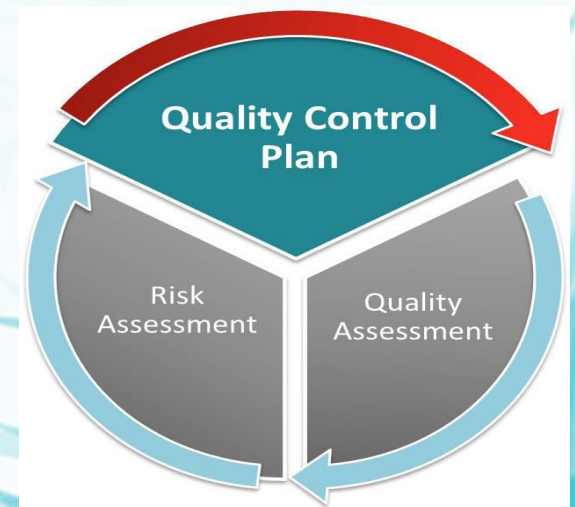 Quality Control
Plan
Risk
Assessment
Quality
Assessment